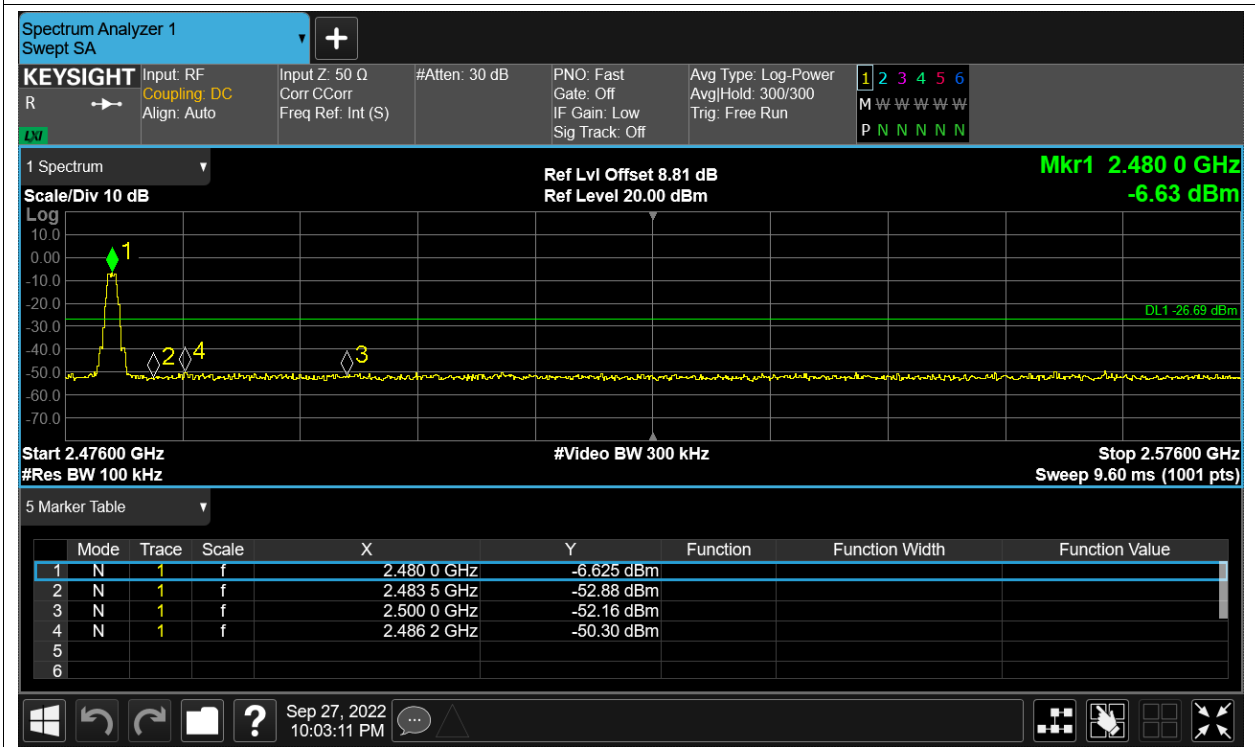 Spectrum Analyzer 1
Swept SA
+
KEYSIGHT Input: RF Input Z: 50 Ω #Atten: 30 dB PNO: Fast Avg Type: Log-Power 1 2 3 4 5 6
R Coupling: DC Corr CCorr Gate: Off Avg|Hold: 300/300 M W W W W W
Align: Auto Freq Ref: Int (S) IF Gain: Low Trig: Free Run
LXI Sig Track: Off P N N N N N
1 Spectrum Ref Lvl Offset 8.81 dB Mkr1 2.480 0 GHz
Scale/Div 10 dB Ref Level 20.00 dBm -6.63 dBm
Log
10.0
1
0.00
-10.0
-20.0
DL1 -26.69 dBm
-30.0
-40.0
2 4 3
-50.0
-60.0
-70.0
Start 2.47600 GHz #Video BW 300 kHz Stop 2.57600 GHz
#Res BW 100 kHz Sweep 9.60 ms (1001 pts)
5 Marker Table
Mode Trace Scale X Y Function Function Width Function Value
1 N 1 f 2.480 0 GHz -6.625 dBm
2 N 1 f 2.483 5 GHz -52.88 dBm
3 N 1 f 2.500 0 GHz -52.16 dBm
4 N 1 f 2.486 2 GHz -50.30 dBm
5
6
? Sep 27, 2022
10:03:11 PM